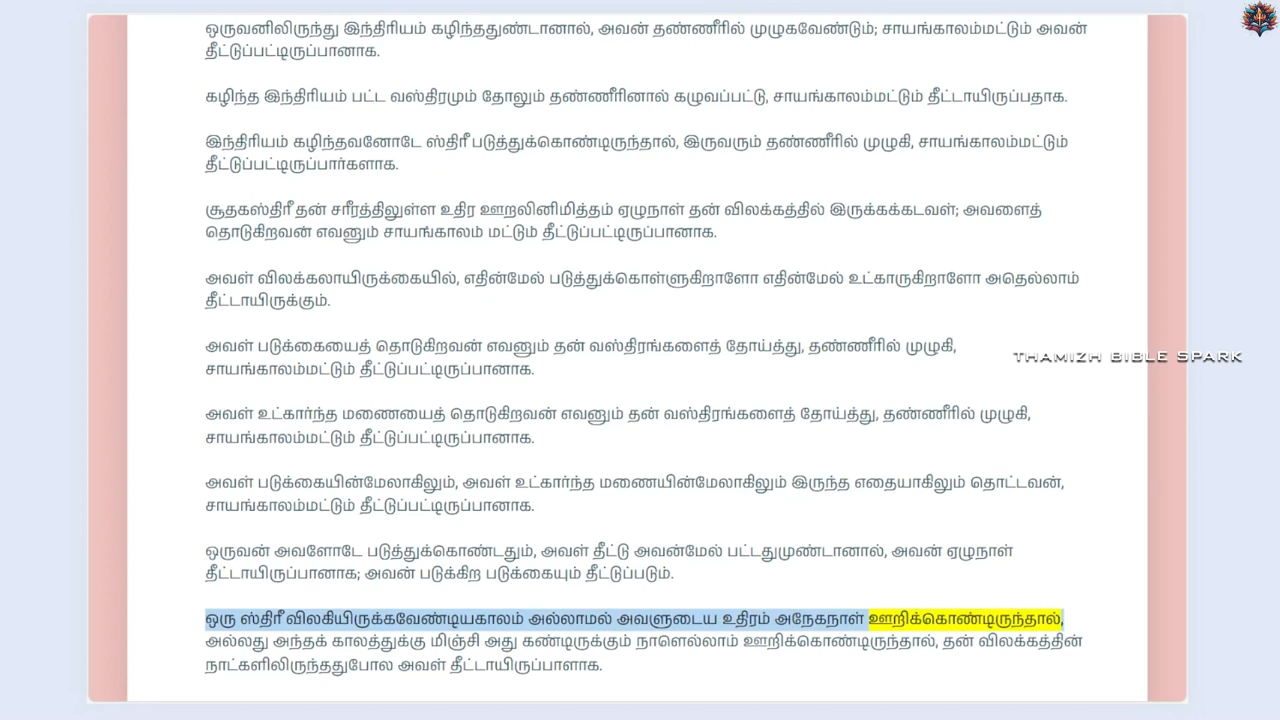 ஒருவனிலிருந்து இந்திரியம் கழிந்ததுண்டானால், அவன் தண்ணீரில் முழுகவேண்டும்; சாயங்காலம்மட்டும் அவன்
தீட்டுப்பட்டிருப்பானாக.
கழிந்த இந்திரியம் பட்ட வஸ்திரமும் தோலும் தண்ணீரினால் கழுவப்பட்டு, சாயங்காலம்மட்டும் தீட்டாயிருப்பதாக.
இந்திரியம் கழிந்தவனோடே ஸ்திரீ படுத்துக்கொண்டிருந்தால், இருவரும் தண்ணீரில் முழுகி, சாயங்காலம்மட்டும்
தீட்டுப்பட்டிருப்பார்களாக.
சூதகஸ்திரீ தன் சரீரத்திலுள்ள உதிர ஊறலினிமித்தம் ஏழுநாள் தன் விலக்கத்தில் இருக்கக்கடவள்; அவளைத்
தொடுகிறவன் எவனும் சாயங்காலம் மட்டும் தீட்டுப்பட்டிருப்பானாக.
அவள் விலக்கலாயிருக்கையில், எதின்மேல் படுத்துக்கொள்ளுகிறாளோ எதின்மேல் உட்காருகிறாளோ அதெல்லாம்
தீட்டாயிருக்கும்.
அவள் படுக்கையைத் தொடுகிறவன் எவனும் தன் வஸ்திரங்களைத் தோய்த்து, தண்ணீரில் முழுகி,
சாயங்காலம்மட்டும் தீட்டுப்பட்டிருப்பானாக.
THAMIZH BIBLE SPARK
அவள் உட்கார்ந்த மணையைத் தொடுகிறவன் எவனும் தன் வஸ்திரங்களைத் தோய்த்து, தண்ணீரில் முழுகி,
சாயங்காலம்மட்டும் தீட்டுப்பட்டிருப்பானாக.
அவள் படுக்கையின்மேலாகிலும், அவள் உட்கார்ந்த மணையின்மேலாகிலும் இருந்த எதையாகிலும் தொட்டவன்,
சாயங்காலம்மட்டும் தீட்டுப்பட்டிருப்பானாக.
ஒருவன் அவளோடே படுத்துக்கொண்டதும், அவள் தீட்டு அவன்மேல் பட்டதுமுண்டானால், அவன் ஏழுநாள்
தீட்டாயிருப்பானாக; அவன் படுக்கிற படுக்கையும் தீட்டுப்படும்.
ஒரு ஸ்திரீ விலகியிருக்கவேண்டியகாலம் அல்லாமல் அவளுடைய உதிரம் அநேகநாள் ஊறிக்கொண்டிருந்தால்,
அல்லது அந்தக் காலத்துக்கு மிஞ்சி அது கண்டிருக்கும் நாளெல்லாம் ஊறிக்கொண்டிருந்தால், தன் விலக்கத்தின்
நாட்களிலிருந்ததுபோல அவள் தீட்டாயிருப்பாளாக.